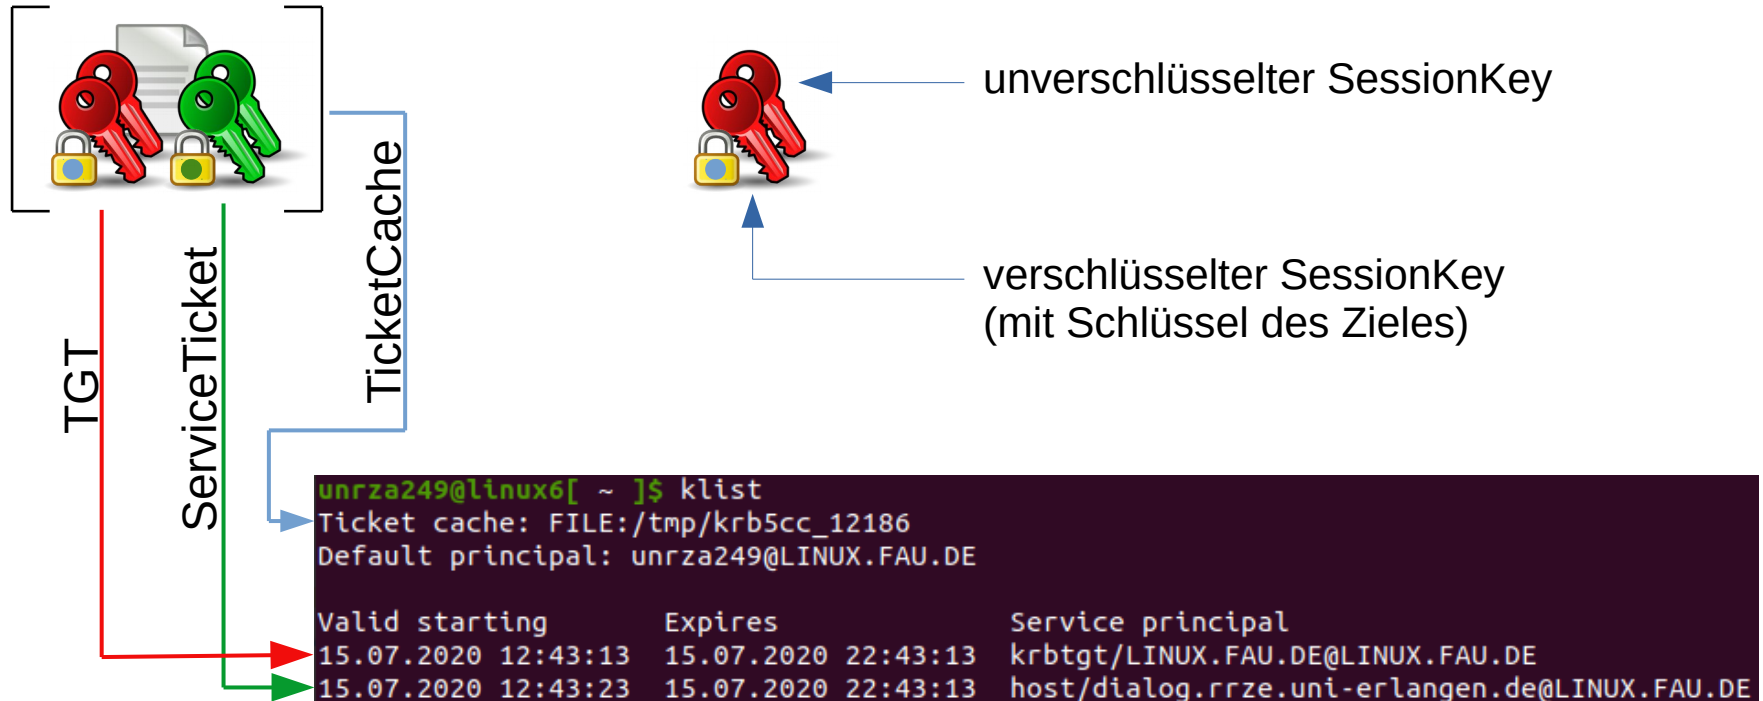 unverschlüsselter SessionKey
verschlüsselter SessionKey
(mit Schlüssel des Zieles)
TGT
ServiceTicket
TicketCache
unrza249@linux6[ ~ ]$ klist
Ticket cache: FILE:/tmp/krb5cc_12186
Default principal: unrza249@LINUX.FAU.DE
Valid starting Expires Service principal
15.07.2020 12:43:13 15.07.2020 22:43:13 krbtgt/LINUX.FAU.DE@LINUX.FAU.DE
15.07.2020 12:43:23 15.07.2020 22:43:13 host/dialog.rrze.uni-erlangen.de@LINUX.FAU.DE